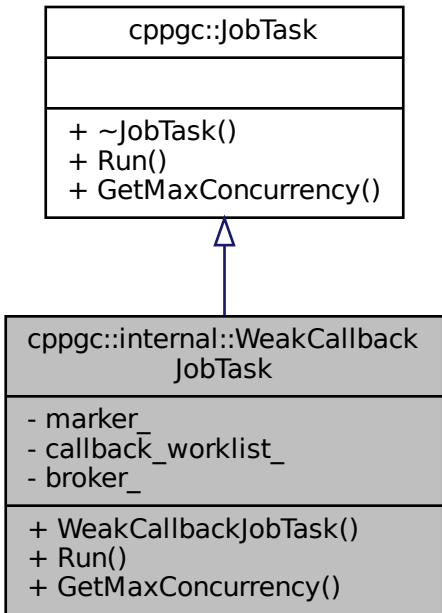 cppgc::JobTask
+ ~JobTask()
+ Run()
+ GetMaxConcurrency()
cppgc::internal::WeakCallback
JobTask
- marker_
- callback_worklist_
- broker_
+ WeakCallbackJobTask()
+ Run()
+ GetMaxConcurrency()